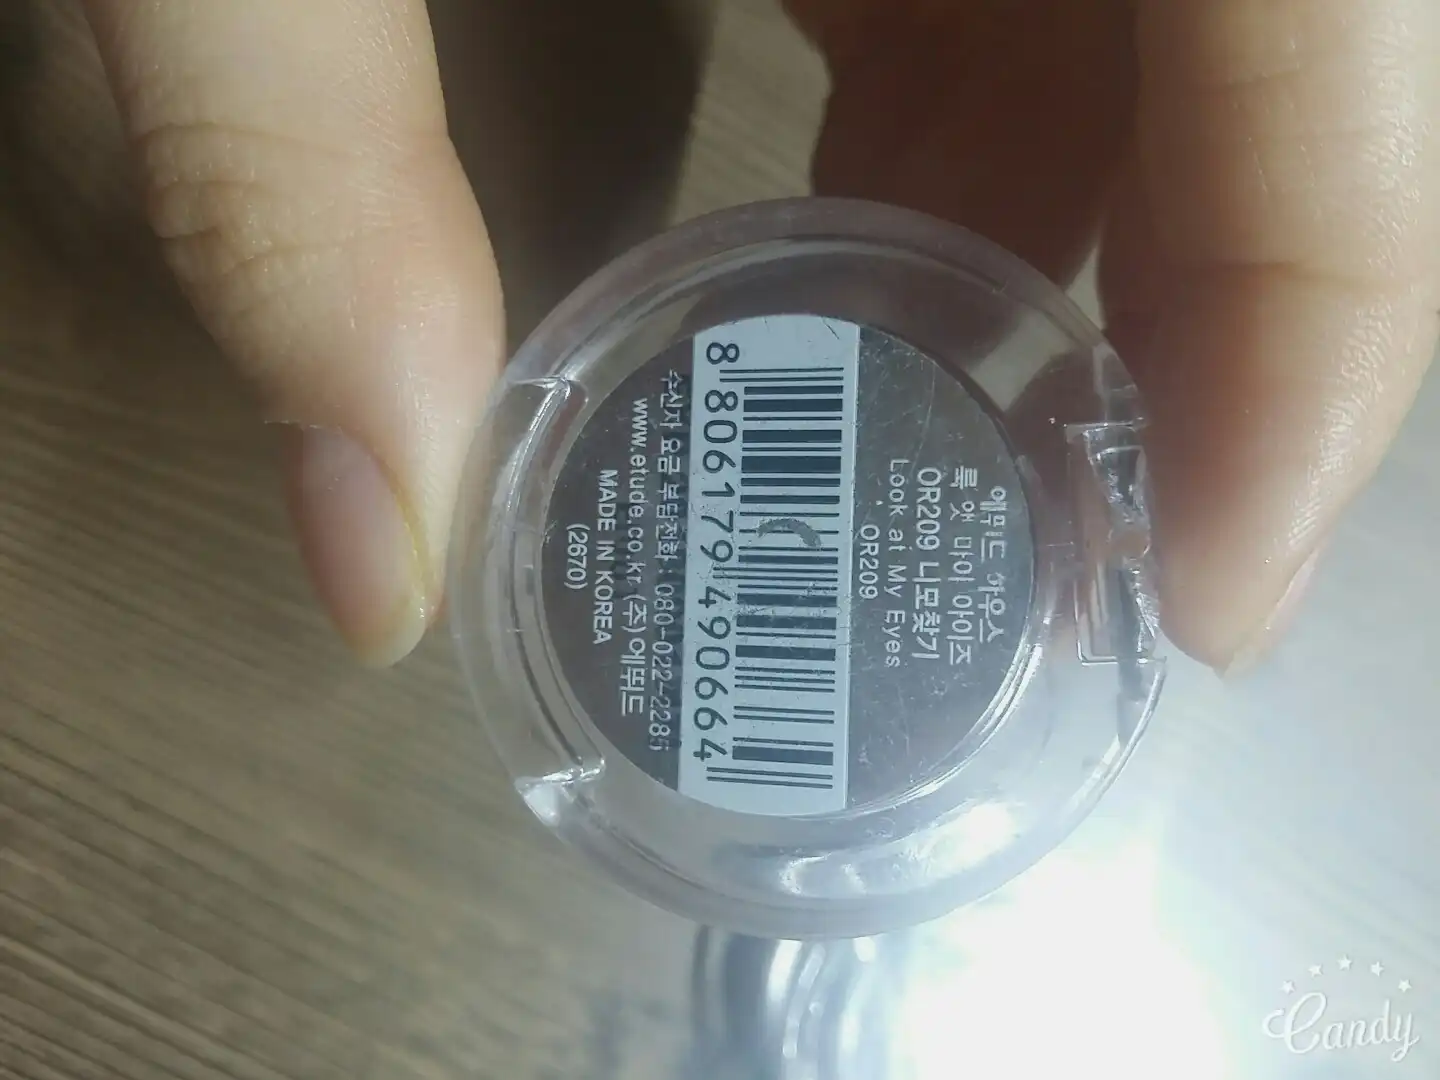 에뛰드 하우스
룩 앳 마이 아이즈
OR209 니모찾기
Look at My Eyes
OR209
8 806179 490664
수신자 요금 부담전화 : 080-022-2285
www.etude.co.kr (주)에뛰드
MADE IN KOREA
(2670)
Candy